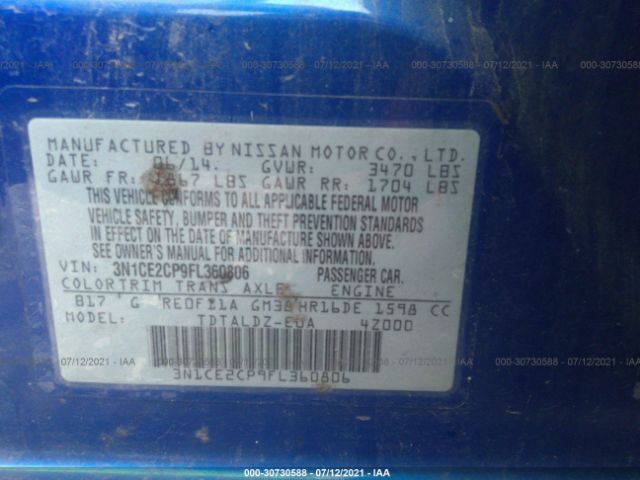 000-30730588 - 07/12/2021 - IAA
MANUFACTURED BY NISSAN MOTOR CO., LTD.
DATE: 06/14. GVWR: 3470 LBS
GAWR FR: 1867 LBS GAWR RR: 1704 LBS
THIS VEHICLE CONFORMS TO ALL APPLICABLE FEDERAL MOTOR
VEHICLE SAFETY, BUMPER AND THEFT PREVENTION STANDARDS
IN EFFECT ON THE DATE OF MANUFACTURE SHOWN ABOVE.
SEE OWNER'S MANUAL FOR ADDITIONAL INFORMATION.
VIN: 3N1CE2CP9FL360806 PASSENGER CAR.
COLOR TRIM TRANS AXLE ENGINE
B17 G RE0F11A GM38 HR16DE 1598 CC
MODEL: TDTALDZ-EUA 4Z000
3N1CE2CP9FL360806
000-30730588 - 07/12/2021 - IAA